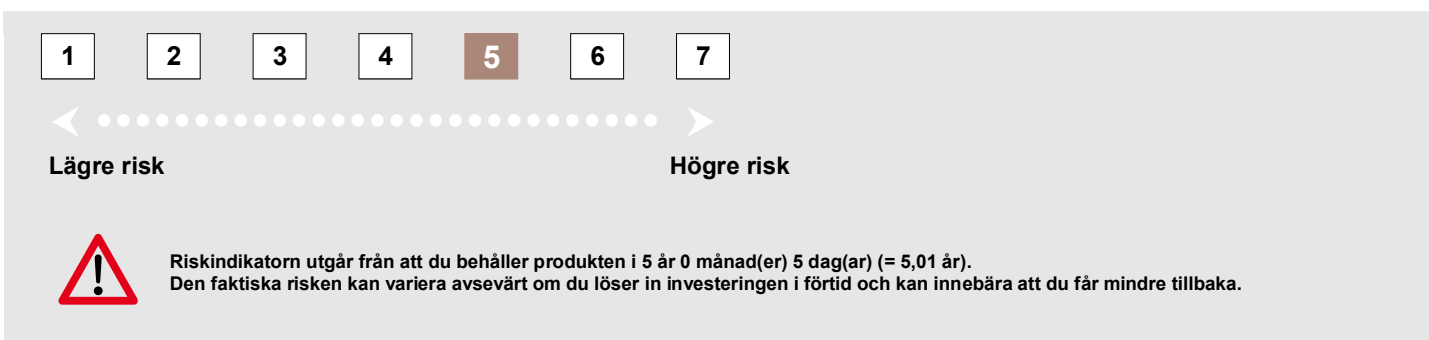 1 2 3 4 5 6 7
Lägre risk Högre risk
Riskindikatorn utgår från att du behåller produkten i 5 år 0 månad(er) 5 dag(ar) (= 5,01 år).
Den faktiska risken kan variera avsevärt om du löser in investeringen i förtid och kan innebära att du får mindre tillbaka.